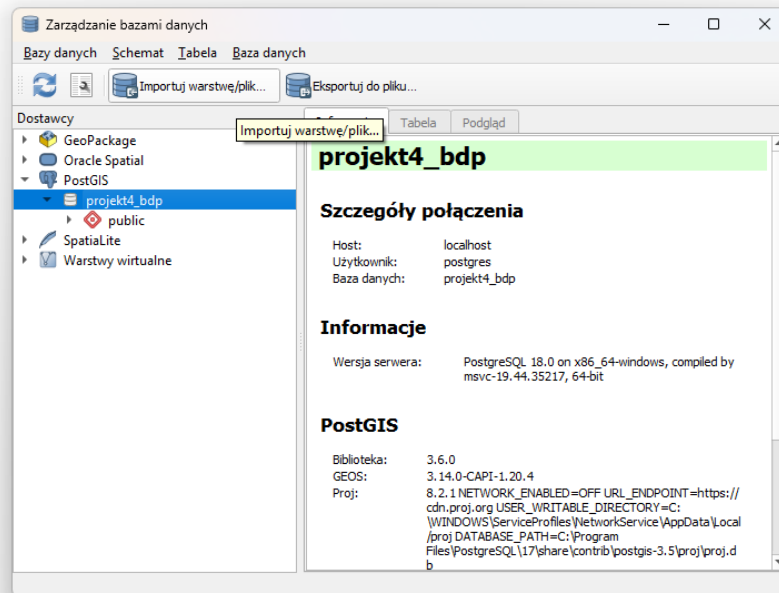 Zarządzanie bazami danych
Bazy danych Schemat Tabela Baza danych
Importuj warstwę/plik... Eksportuj do pliku...
Dostawcy
Tabela Podgląd
Importuj warstwę/plik...
GeoPackage
Oracle Spatial
PostGIS
projekt4_bdp
public
SpatiaLite
Warstwy wirtualne
projekt4_bdp
Szczegóły połączenia
Host: localhost
Użytkownik: postgres
Baza danych: projekt4_bdp
Informacje
Wersja serwera: PostgreSQL 18.0 on x86_64-windows, compiled by
msvc-19.44.35217, 64-bit
PostGIS
Biblioteka: 3.6.0
GEOS: 3.14.0-CAPI-1.20.4
Proj: 8.2.1 NETWORK_ENABLED=OFF URL_ENDPOINT=https://
cdn.proj.org USER_WRITABLE_DIRECTORY=C:
\WINDOWS\ServiceProfiles\NetworkService\AppData\Local
/proj DATABASE_PATH=C:\Program
Files\PostgreSQL\17\share\contrib\postgis-3.5\proj\proj.d
b